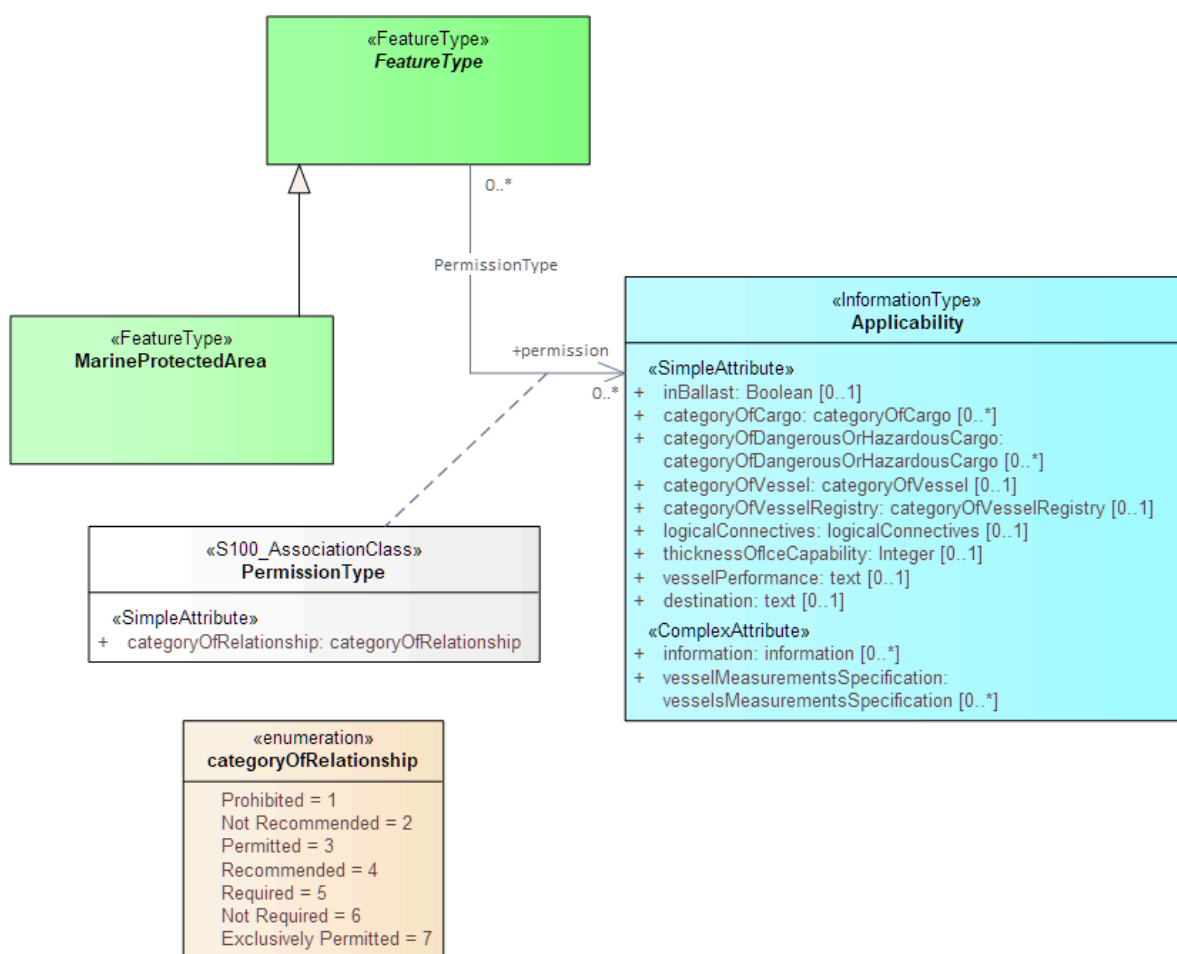 «FeatureType»
FeatureType
0..*
PermissionType
«FeatureType»
MarineProtectedArea
+permission
0..*
«InformationType»
Applicability
«SimpleAttribute»
+ inBallast: Boolean [0..1]
+ categoryOfCargo: categoryOfCargo [0..*]
+ categoryOfDangerousOrHazardousCargo:
categoryOfDangerousOrHazardousCargo [0..*]
+ categoryOfVessel: categoryOfVessel [0..1]
+ categoryOfVesselRegistry: categoryOfVesselRegistry [0..1]
+ logicalConnectives: logicalConnectives [0..1]
+ thicknessOfIceCapability: Integer [0..1]
+ vesselPerformance: text [0..1]
+ destination: text [0..1]
«ComplexAttribute»
+ information: information [0..*]
+ vesselMeasurementsSpecification:
vesselsMeasurementsSpecification [0..*]
«S100_AssociationClass»
PermissionType
«SimpleAttribute»
+ categoryOfRelationship: categoryOfRelationship
«enumeration»
categoryOfRelationship
Prohibited = 1
Not Recommended = 2
Permitted = 3
Recommended = 4
Required = 5
Not Required = 6
Exclusively Permitted = 7